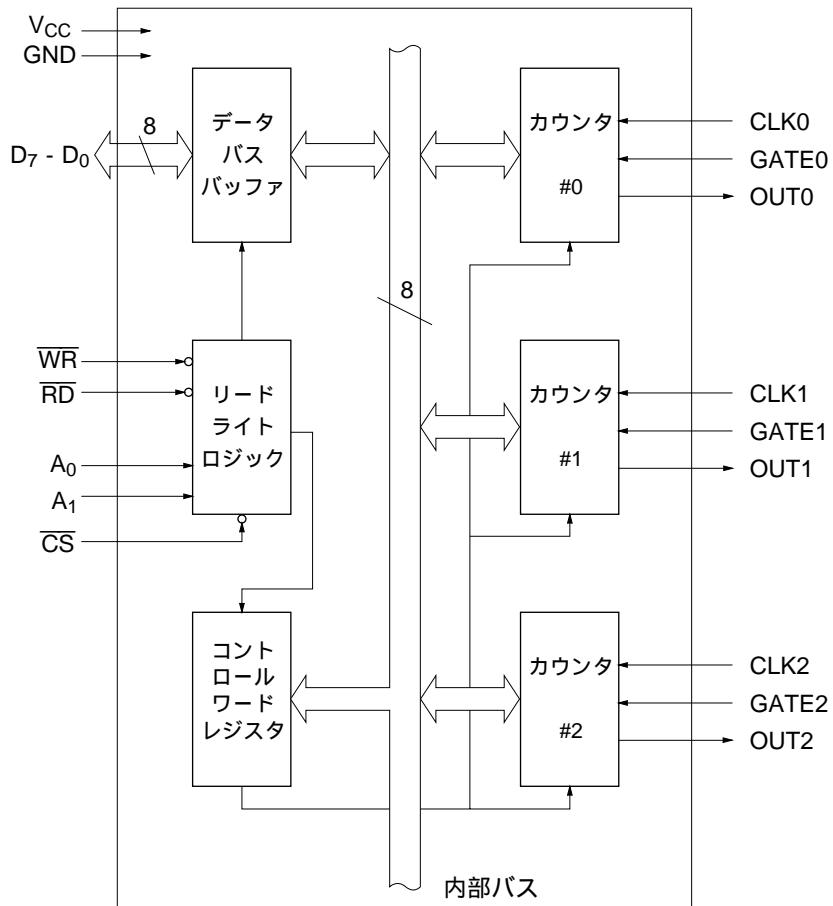 VCC
GND
D7 - D0
8
データ
バス
バッファ
カウンタ
#0
CLK0
GATE0
OUT0
8
WR
RD
A0
A1
CS
リード
ライト
ロジック
カウンタ
#1
CLK1
GATE1
OUT1
コント
ロール
ワード
レジスタ
カウンタ
#2
CLK2
GATE2
OUT2
内部バス